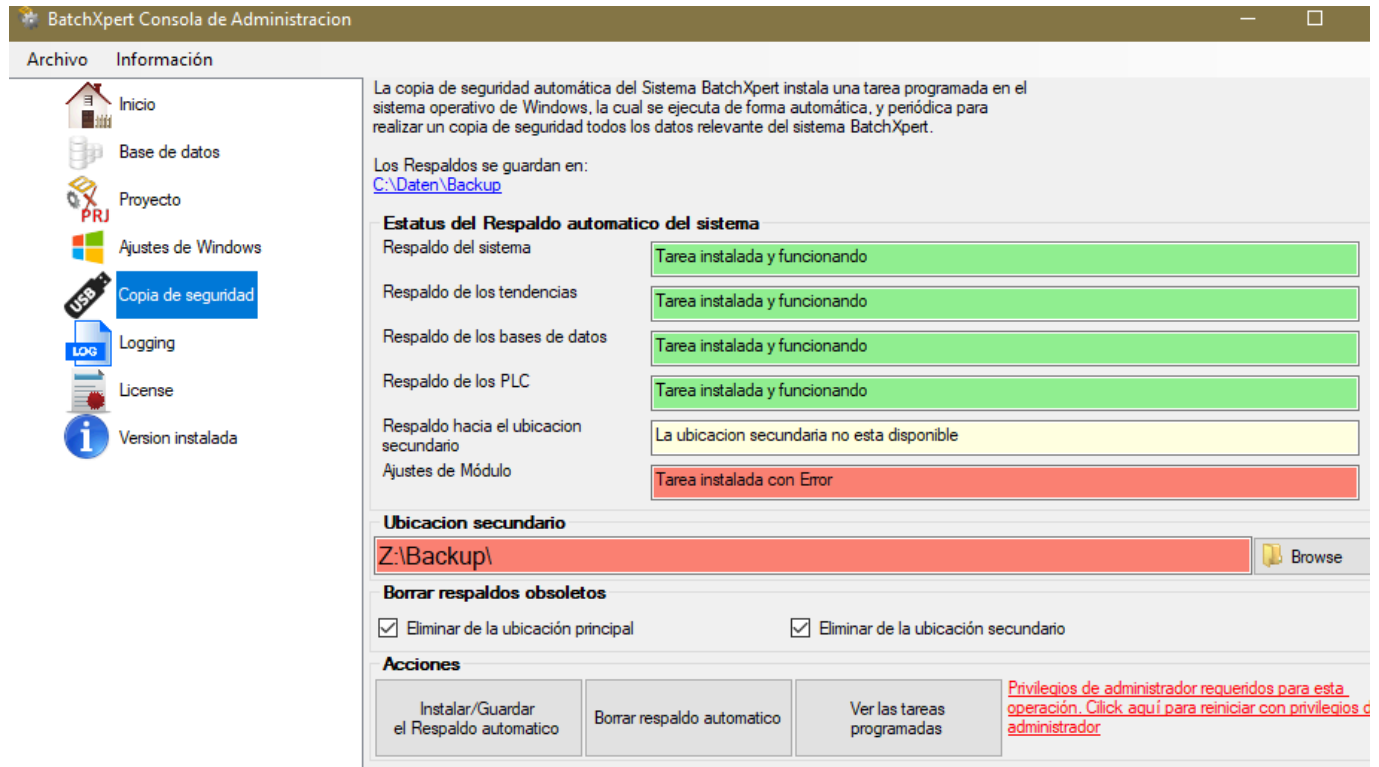 BatchXpert Consola de Administracion
Archivo Información
Inicio
Base de datos
PRJ
Proyecto
Ajustes de Windows
USB
Copia de seguridad
LOG
Logging
License
i
Version instalada
La copia de seguridad automática del Sistema BatchXpert instala una tarea programada en el
sistema operativo de Windows, la cual se ejecuta de forma automática, y periódica para
realizar un copia de seguridad todos los datos relevante del sistema BatchXpert.
Los Respaldos se guardan en:
C:\Daten\Backup
Estatus del Respaldo automatico del sistema
Respaldo del sistema
Tarea instalada y funcionando
Respaldo de los tendencias
Tarea instalada y funcionando
Respaldo de los bases de datos
Tarea instalada y funcionando
Respaldo de los PLC
Tarea instalada y funcionando
Respaldo hacia el ubicacion
secundario
La ubicacion secundaria no esta disponible
Ajustes de Módulo
Tarea instalada con Error
Ubicacion secundario
Z:\Backup\
Browse
Borrar respaldos obsoletos
Eliminar de la ubicación principal
Eliminar de la ubicación secundario
Acciones
Instalar/Guardar
el Respaldo automatico
Borrar respaldo automatico
Ver las tareas
programadas
Privilegios de administrador requeridos para esta
operación. Cilick aquí para reiniciar con privilegios d
administrador